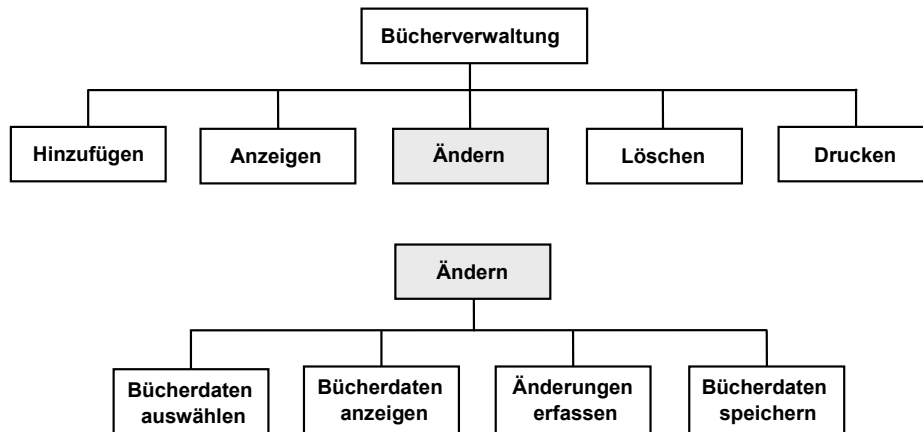 Bücherverwaltung
Hinzufügen
Anzeigen
Ändern
Löschen
Drucken
Ändern
Bücherdaten
auswählen
Bücherdaten
anzeigen
Änderungen
erfassen
Bücherdaten
speichern